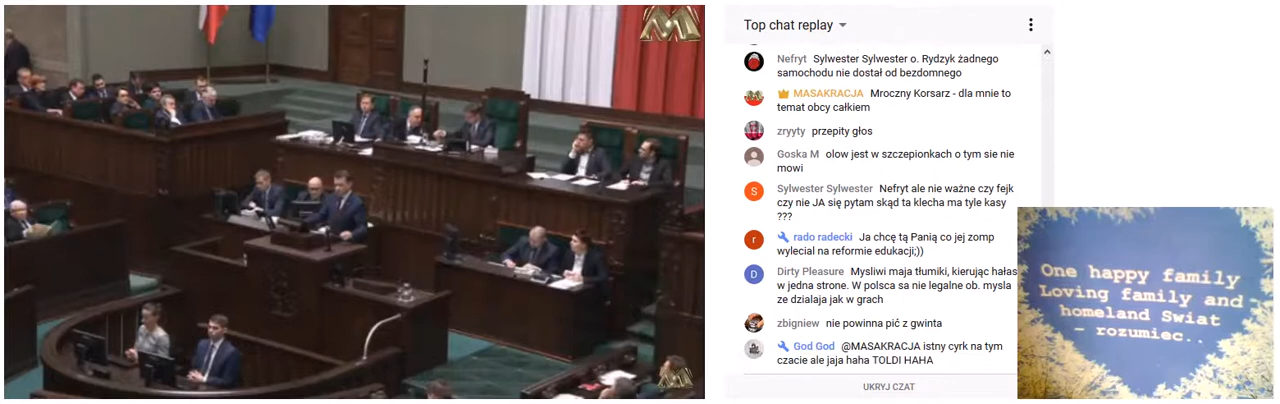 M
Top chat replay
Nefryt Sylwester Sylwester o. Rydzyk żadnego
samochodu nie dostał od bezdomnego
MASAKRACJA Mroczny Korsarz - dla mnie to
temat obcy całkiem
zryyty przepity głos
Goska M olow jest w szczepionkach o tym sie nie
mowi
S
Sylwester Sylwester Nefryt ale nie ważne czy fejk
czy nie JA się pytam skąd ta klecha ma tyle kasy
???
r
rado radecki Ja chcę tą Panią co jej zomp
wylecial na reformie edukacji;))
D
Dirty Pleasure Mysliwi maja tłumiki, kierując hałas
w jedna strone. W polsca sa nie legalne ob. mysla
ze dzialaja jak w grach
zbigniew nie powinna pić z gwinta
God God @MASAKRACJA istny cyrk na tym
czacie ale jaja haha TOLDI HAHA
UKRYJ CZAT
M
One happy family
Loving family and
homeland Swiat
- rozumiec..